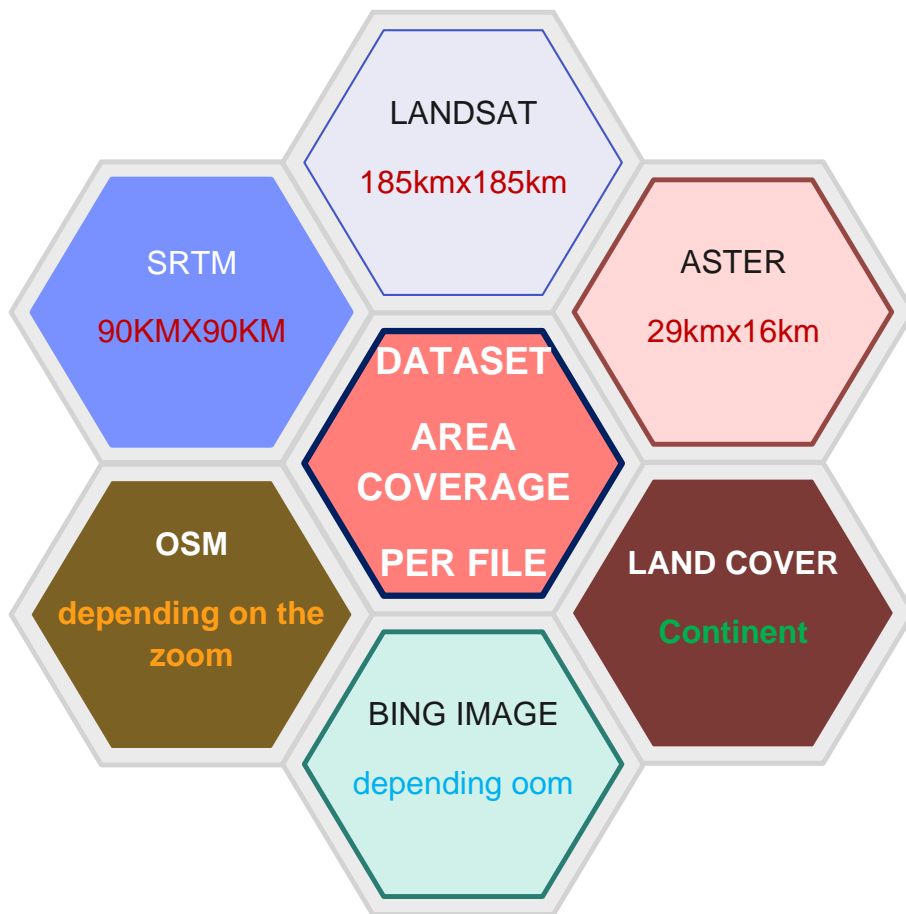 LANDSAT
185kmx185km
SRTM
90KMX90KM
ASTER
29kmx16km
DATASET
AREA
COVERAGE
PER FILE
OSM
depending on the
zoom
LAND COVER
Continent
BING IMAGE
depending oom